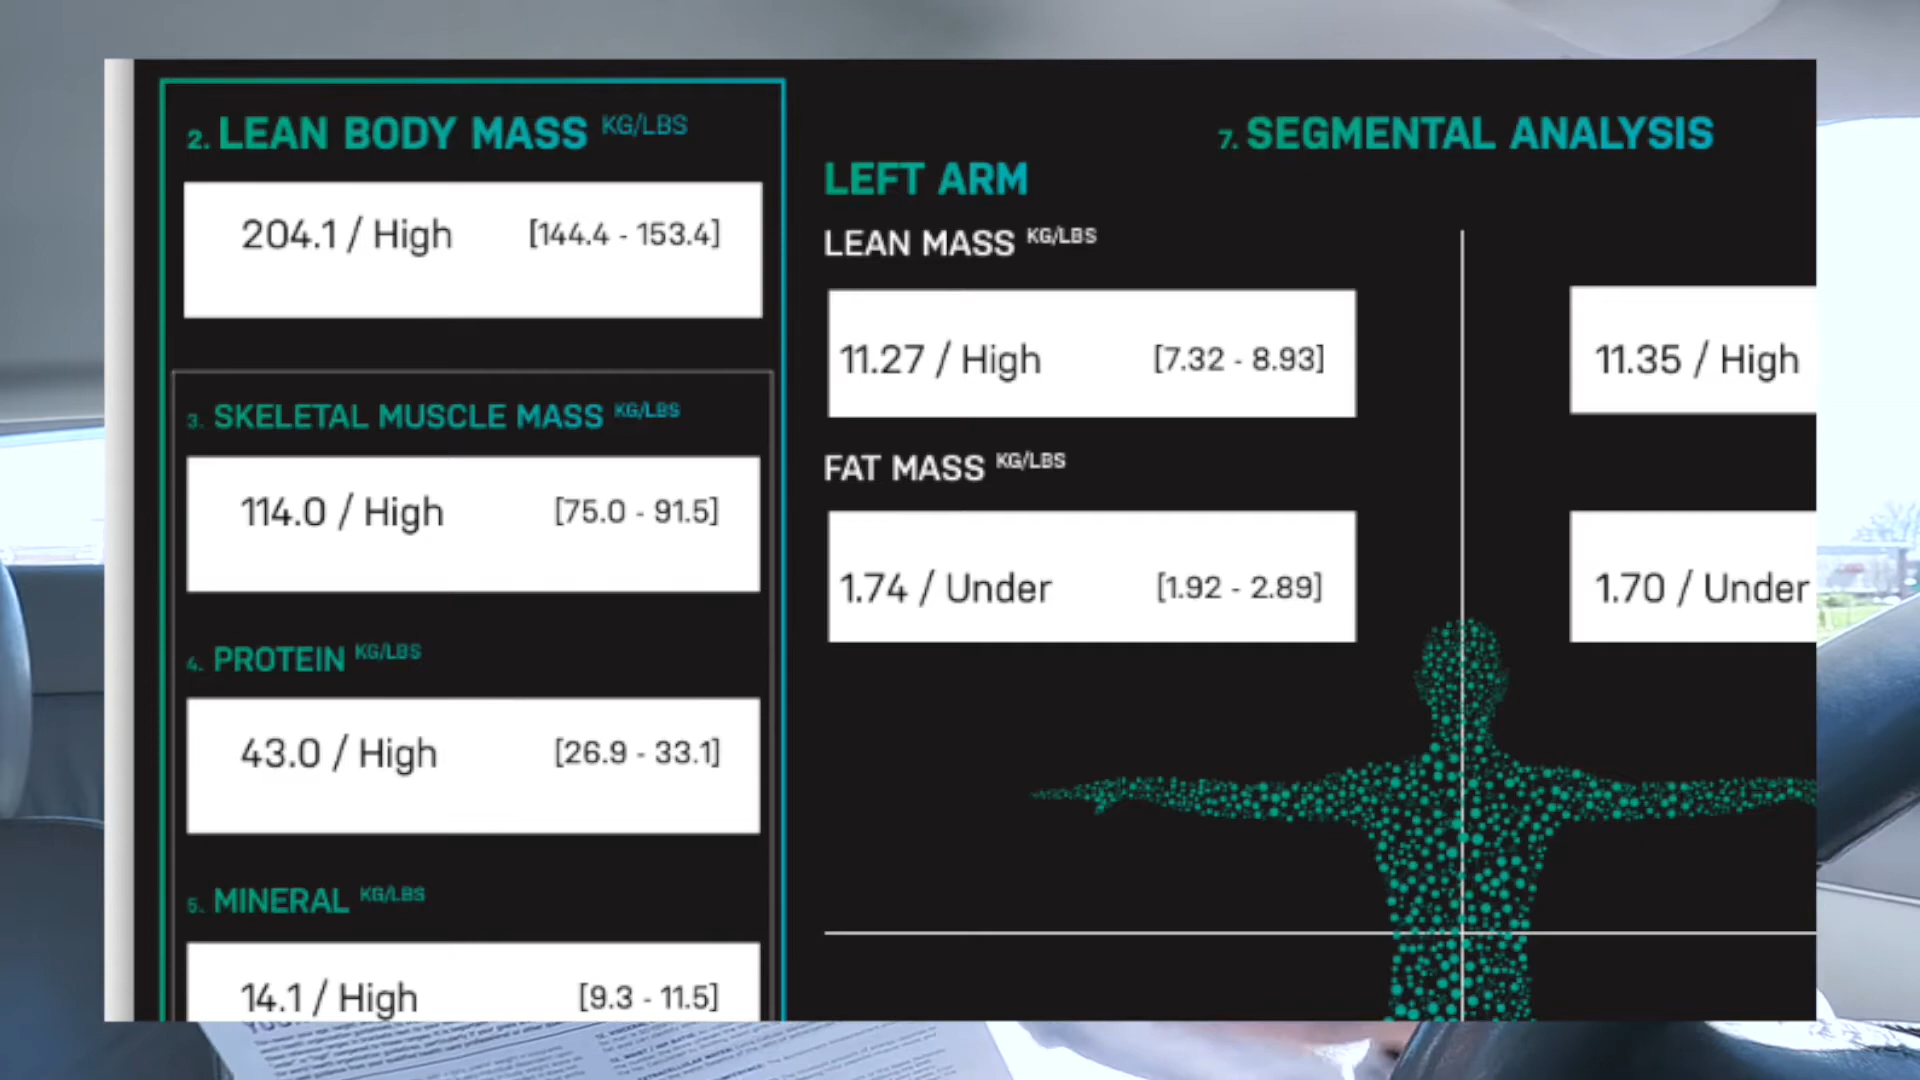 2. LEAN BODY MASS KG/LBS
204.1 / High [144.4 - 153.4]
3. SKELETAL MUSCLE MASS KG/LBS
114.0 / High [75.0 - 91.5]
4. PROTEIN KG/LBS
43.0 / High [26.9 - 33.1]
5. MINERAL KG/LBS
14.1 / High [9.3 - 11.5]
7. SEGMENTAL ANALYSIS
LEFT ARM
LEAN MASS KG/LBS
11.27 / High [7.32 - 8.93]
11.35 / High
FAT MASS KG/LBS
1.74 / Under [1.92 - 2.89]
1.70 / Under